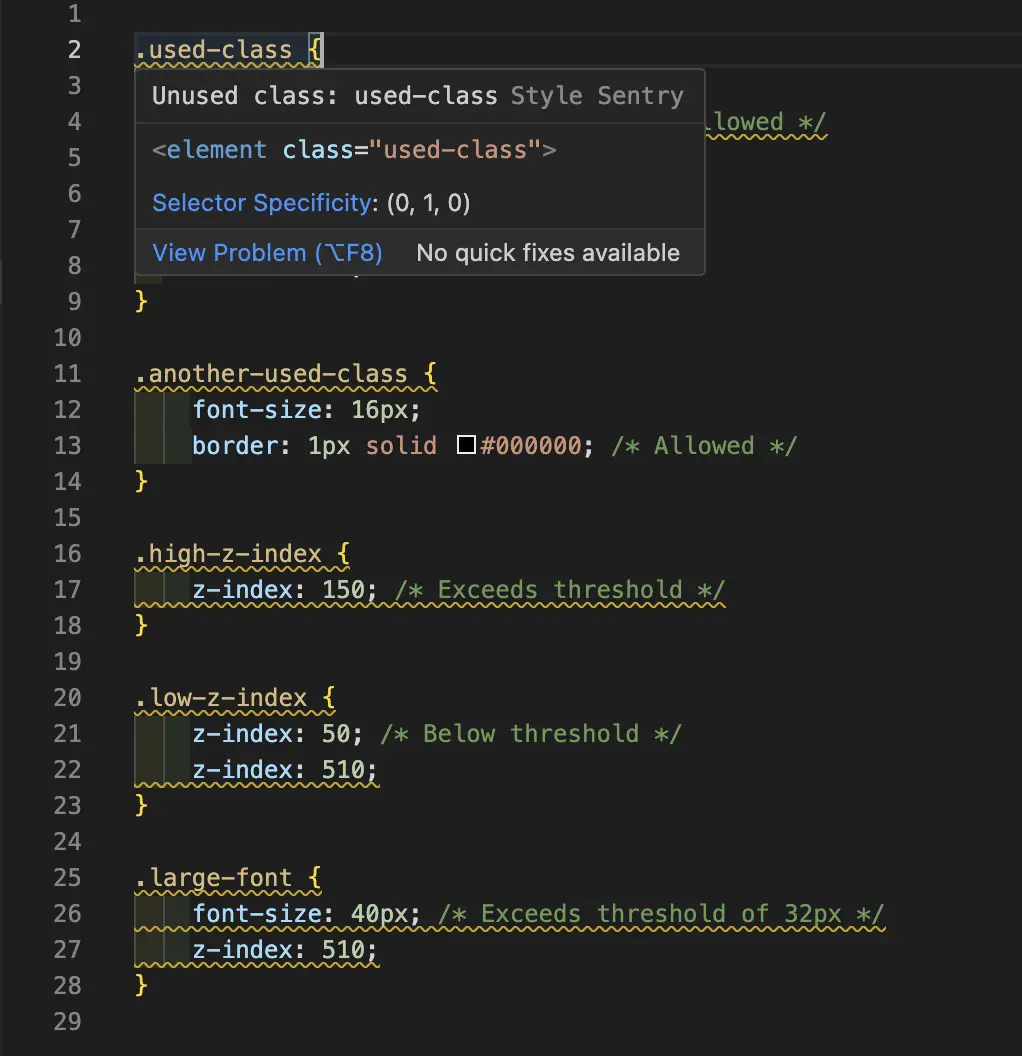 1
2 .used-class {
3
Unused class: used-class Style Sentry
4 llowed */
5
<element class="used-class">
6
Selector Specificity: (0, 1, 0)
7
View Problem (⌥F8) No quick fixes available
8
9 }
10
11 .another-used-class {
12 font-size: 16px;
13 border: 1px solid #000000; /* Allowed */
14 }
15
16 .high-z-index {
17 z-index: 150; /* Exceeds threshold */
18 }
19
20 .low-z-index {
21 z-index: 50; /* Below threshold */
22 z-index: 510;
23 }
24
25 .large-font {
26 font-size: 40px; /* Exceeds threshold of 32px */
27 z-index: 510;
28 }
29